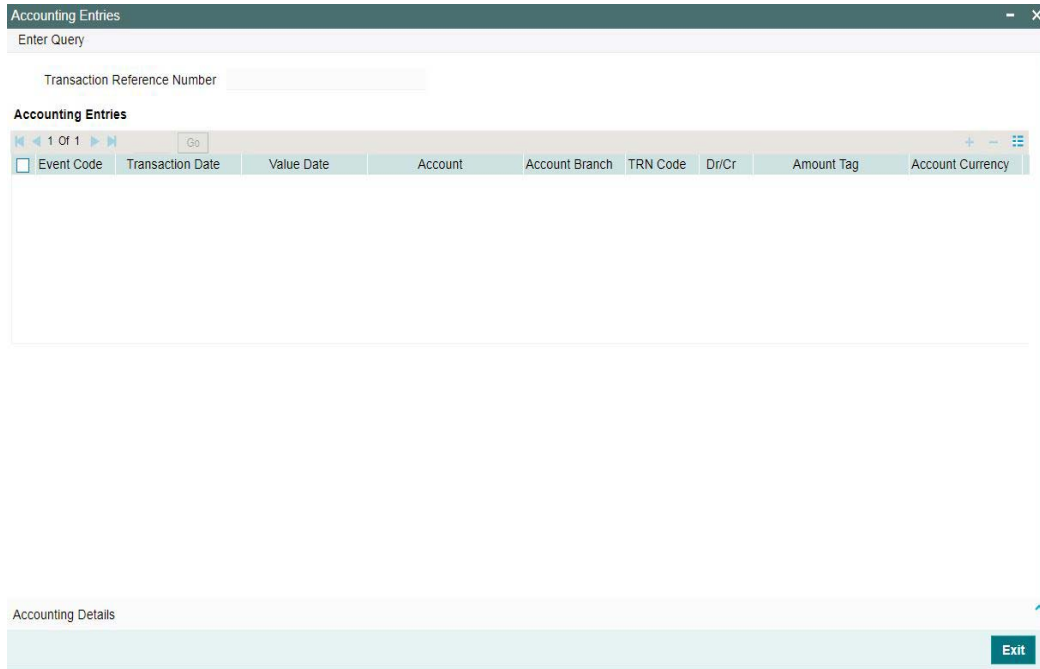 Accounting Entries
Enter Query
Transaction Reference Number
Accounting Entries
1 Of 1 Go
Event Code Transaction Date Value Date Account Account Branch TRN Code Dr/Cr Amount Tag Account Currency
Accounting Details
Exit